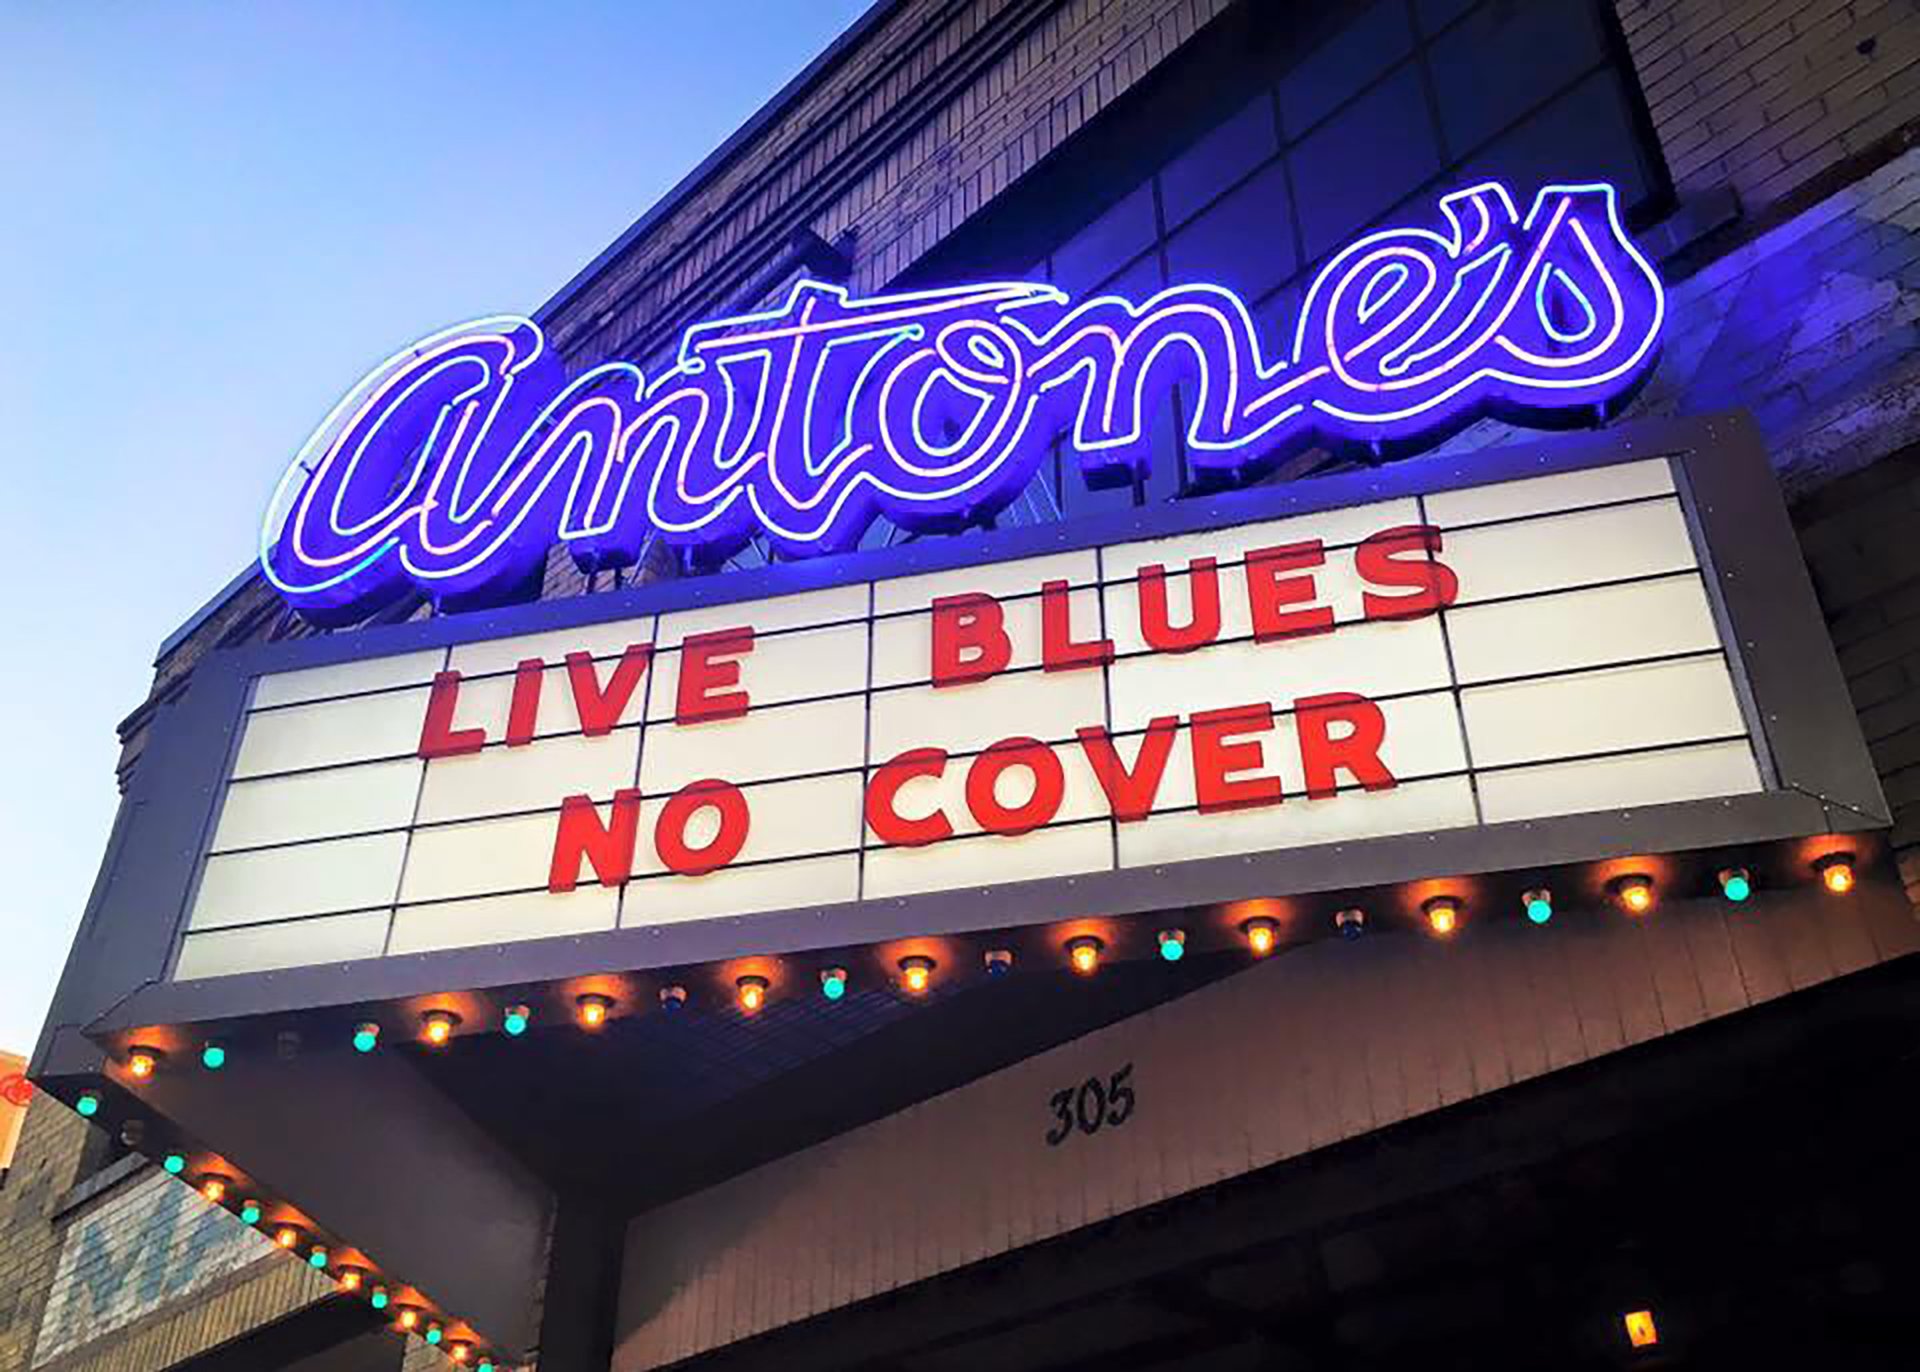 antone's
LIVE BLUES
NO COVER
305